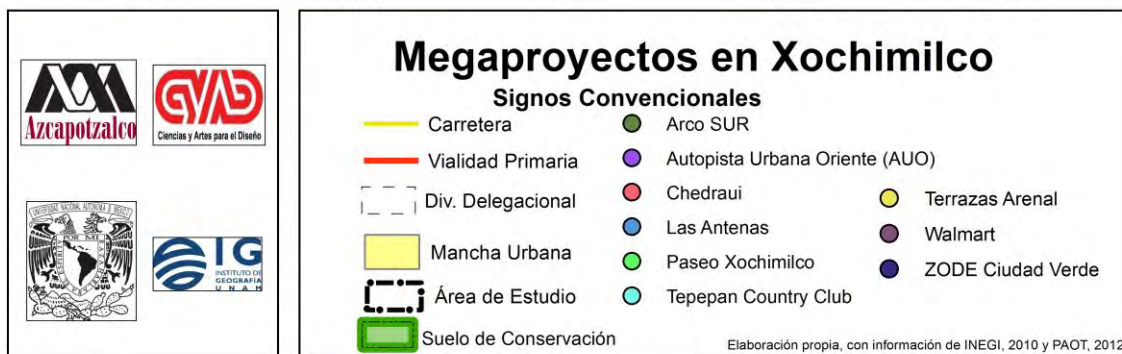 Azcapotzalco
CYAD
Ciencias y Artes para el Diseño
POR MI
IG
INSTITUTO DE
GEOGRAFÍA
UNAM
Megaproyectos en Xochimilco
Signos Convencionales
Carretera
Vialidad Primaria
Div. Delegacional
Mancha Urbana
Área de Estudio
Suelo de Conservación
Arco SUR
Autopista Urbana Oriente (AUO)
Chedraui
Las Antenas
Paseo Xochimilco
Tepepan Country Club
Terrazas Arenal
Walmart
ZODE Ciudad Verde
Elaboración propia, con información de INEGI, 2010 y PAOT, 2012